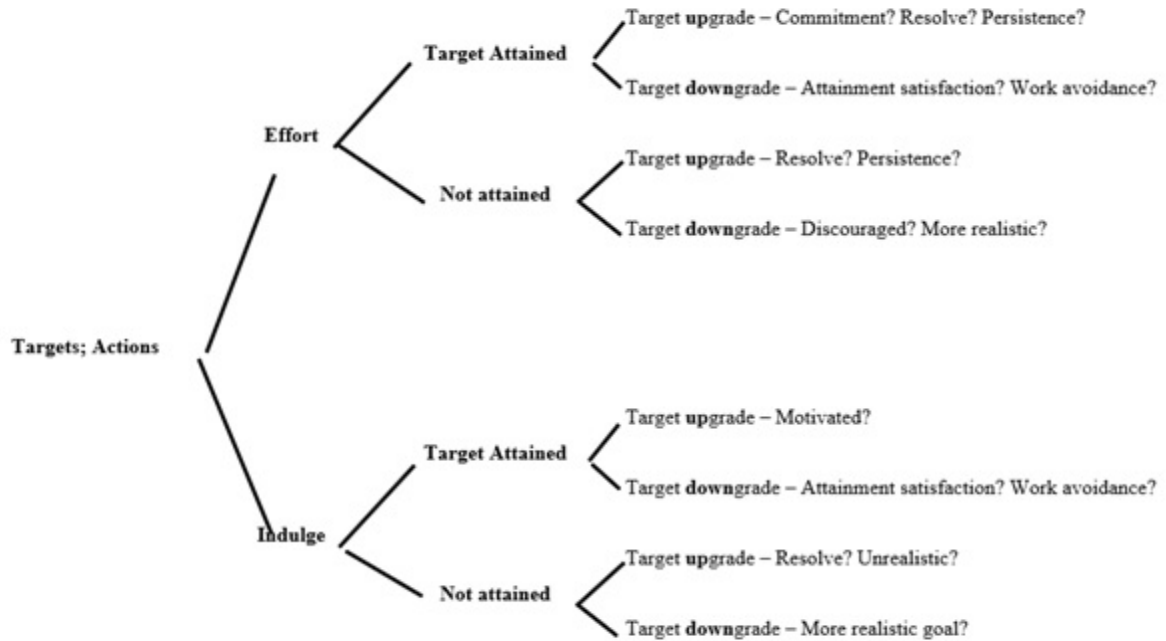 Target upgrade – Commitment? Resolve? Persistence?
Target Attained
Target downgrade – Attainment satisfaction? Work avoidance?
Effort
Target upgrade – Resolve? Persistence?
Not attained
Target downgrade – Discouraged? More realistic?
Targets; Actions
Target upgrade – Motivated?
Target Attained
Target downgrade – Attainment satisfaction? Work avoidance?
Indulge
Target upgrade – Resolve? Unrealistic?
Not attained
Target downgrade – More realistic goal?